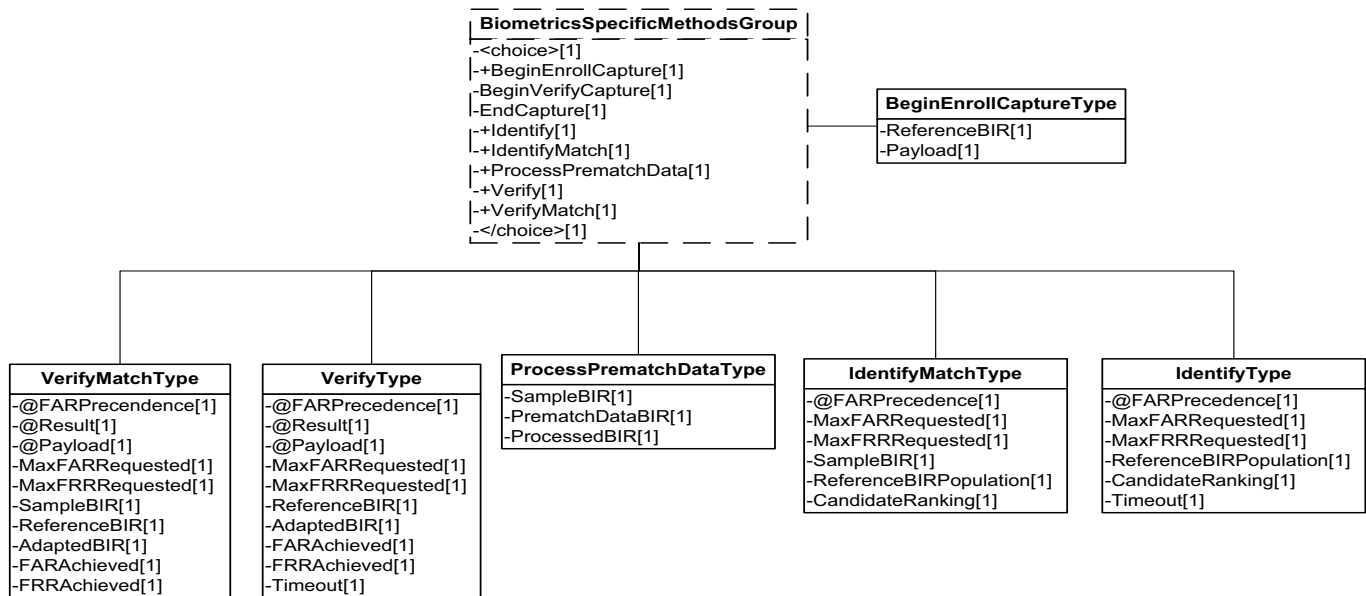 BiometricsSpecificMethodsGroup
-<choice>[1]
-+BeginEnrollCapture[1]
-BeginVerifyCapture[1]
-EndCapture[1]
-+Identify[1]
-+IdentifyMatch[1]
-+ProcessPrematchData[1]
-+Verify[1]
-+VerifyMatch[1]
-</choice>[1]
BeginEnrollCaptureType
-ReferenceBIR[1]
-Payload[1]
VerifyMatchType
-@FARPrecendence[1]
-@Result[1]
-@Payload[1]
-MaxFARRequested[1]
-MaxFRRRequested[1]
-SampleBIR[1]
-ReferenceBIR[1]
-AdaptedBIR[1]
-FARAchieved[1]
-FRRAchieved[1]
VerifyType
-@FARPrecedence[1]
-@Result[1]
-@Payload[1]
-MaxFARRequested[1]
-MaxFRRRequested[1]
-ReferenceBIR[1]
-AdaptedBIR[1]
-FARAchieved[1]
-FRRAchieved[1]
-Timeout[1]
ProcessPrematchDataType
-SampleBIR[1]
-PrematchDataBIR[1]
-ProcessedBIR[1]
IdentifyMatchType
-@FARPrecedence[1]
-MaxFARRequested[1]
-MaxFRRRequested[1]
-SampleBIR[1]
-ReferenceBIRPopulation[1]
-CandidateRanking[1]
IdentifyType
-@FARPrecedence[1]
-MaxFARRequested[1]
-MaxFRRRequested[1]
-ReferenceBIRPopulation[1]
-CandidateRanking[1]
-Timeout[1]